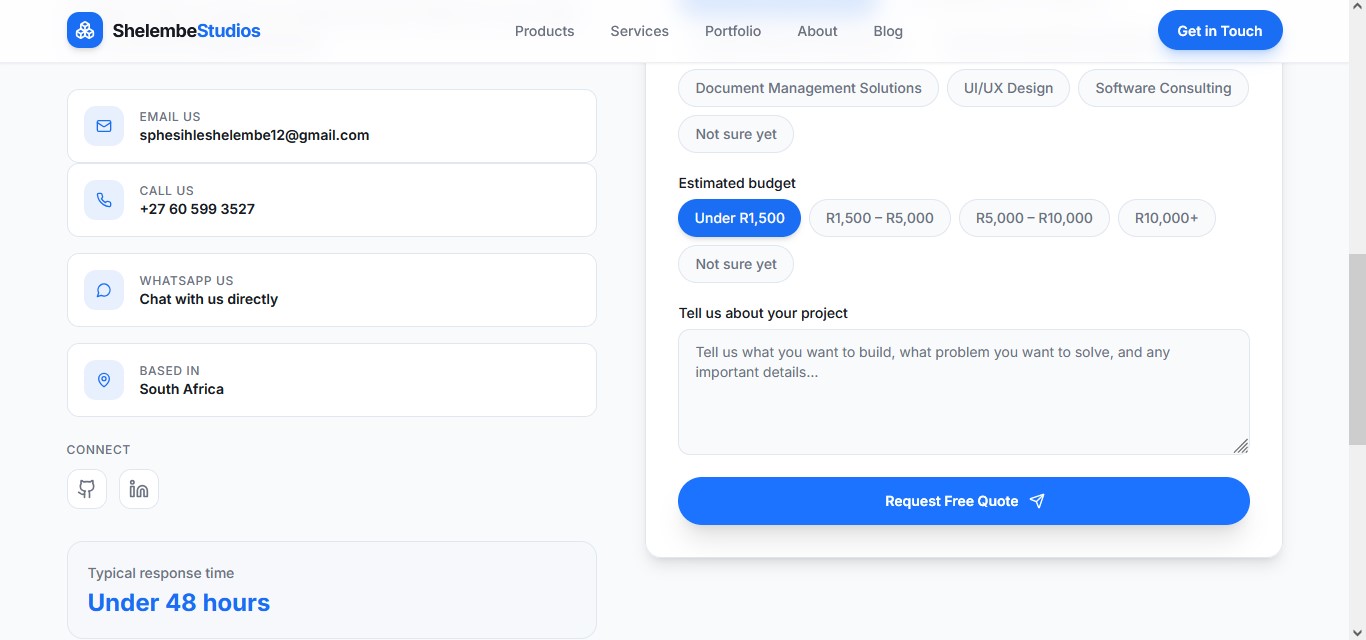 ShelembeStudios
Products
Services
Portfolio
About
Blog
Get in Touch
EMAIL US
sphesihleshelembe12@gmail.com
CALL US
+27 60 599 3527
WHATSAPP US
Chat with us directly
BASED IN
South Africa
CONNECT
Typical response time
Under 48 hours
Document Management Solutions
UI/UX Design
Software Consulting
Not sure yet
Estimated budget
Under R1,500
R1,500 – R5,000
R5,000 – R10,000
R10,000+
Not sure yet
Tell us about your project
Tell us what you want to build, what problem you want to solve, and any
important details...
Request Free Quote